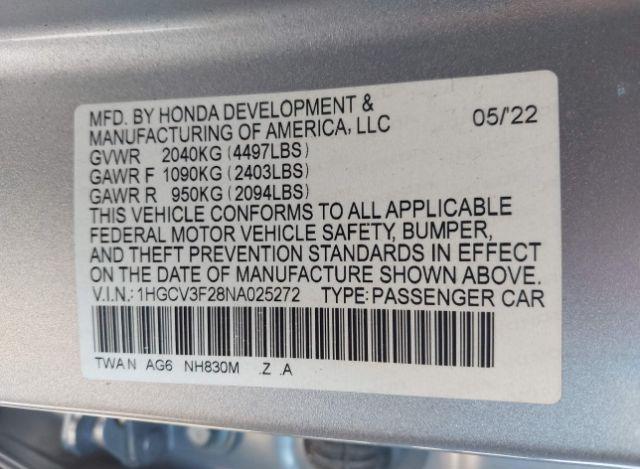 MFD. BY HONDA DEVELOPMENT &
MANUFACTURING OF AMERICA, LLC 05/'22
GVWR 2040KG (4497LBS)
GAWR F 1090KG (2403LBS)
GAWR R 950KG (2094LBS)
THIS VEHICLE CONFORMS TO ALL APPLICABLE
FEDERAL MOTOR VEHICLE SAFETY, BUMPER,
AND THEFT PREVENTION STANDARDS IN EFFECT
ON THE DATE OF MANUFACTURE SHOWN ABOVE.
V.I.N.: 1HGCV3F28NA025272 TYPE:PASSENGER CAR
TWA N AG6 NH830M .Z .A